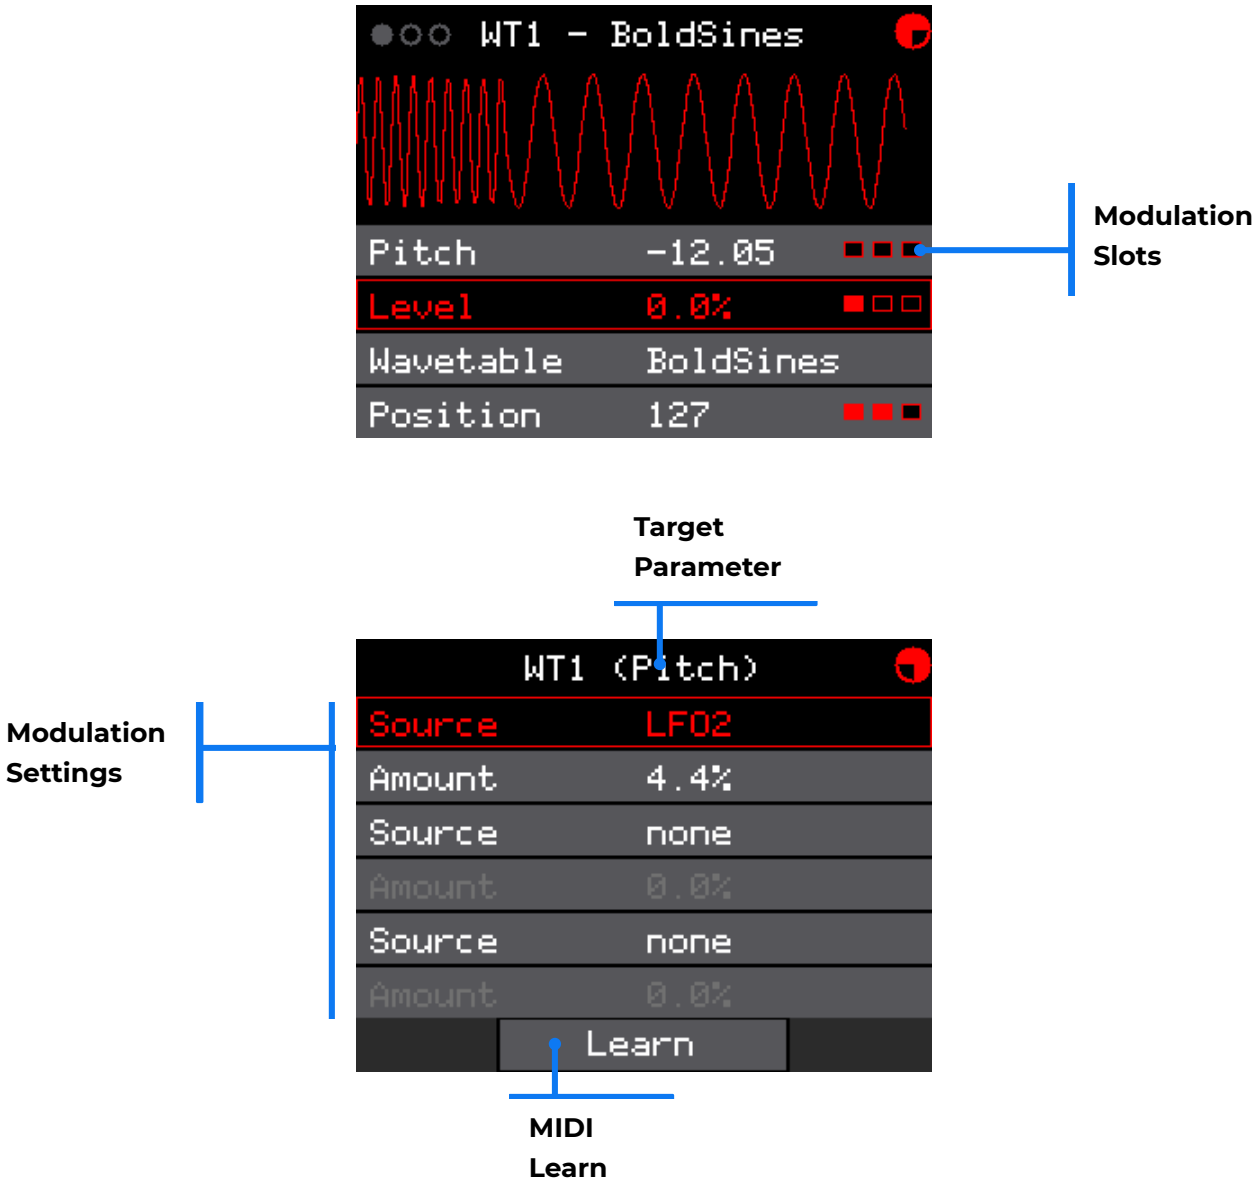 WT1 - BoldSines
Pitch -12.05
Modulation
Slots
Level 0.0%
Wavetable BoldSines
Position 127
Target
Parameter
WT1 (Pitch)
Modulation
Settings
Source LFO2
Amount 4.4%
Source none
Amount 0.0%
Source none
Amount 0.0%
Learn
MIDI
Learn